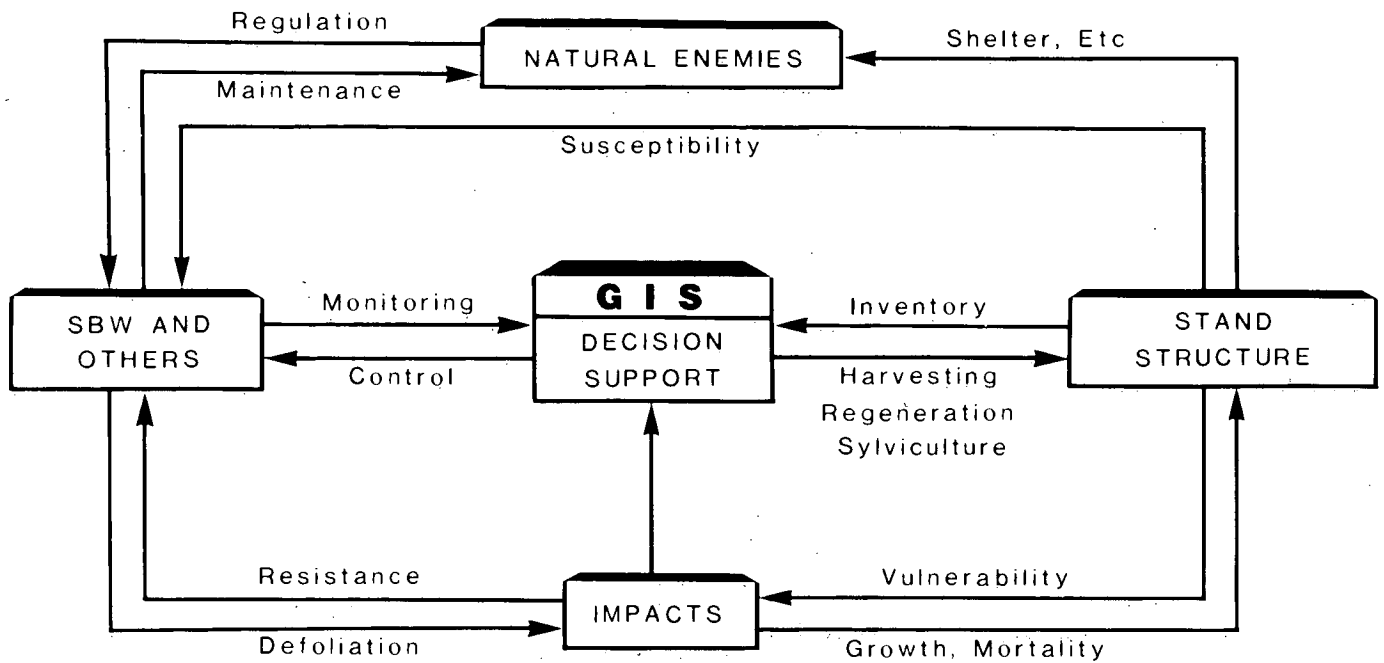 Regulation
NATURAL ENEMIES
Shelter, Etc
Maintenance
Susceptibility
SBW AND
OTHERS
Monitoring
Control
GIS
DECISION
SUPPORT
Inventory
Harvesting
Regeneration
Sylviculture
STAND
STRUCTURE
Resistance
Defoliation
IMPACTS
Vulnerability
Growth, Mortality